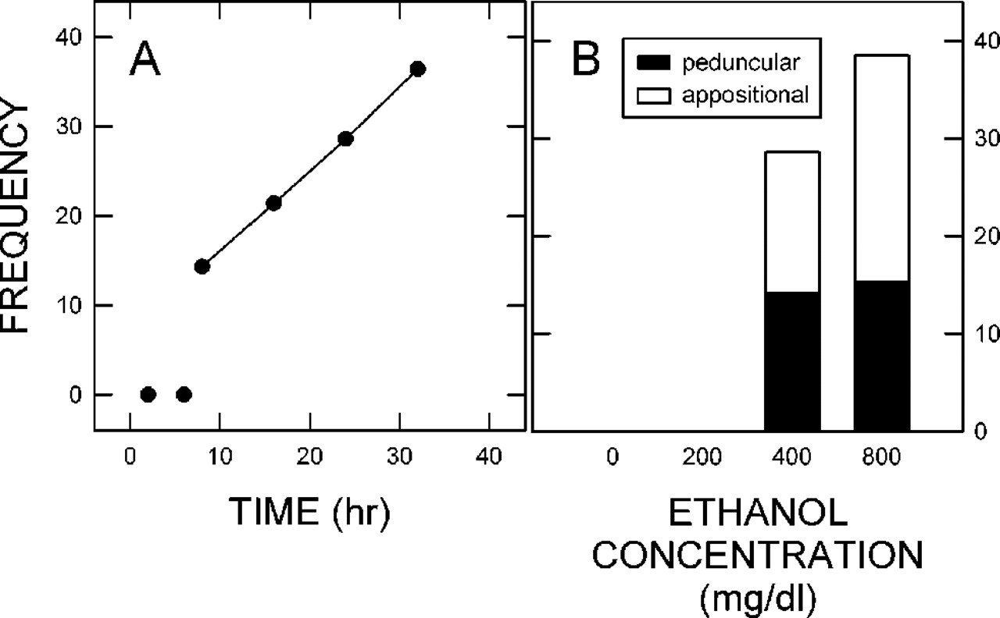 A
FREQUENCY
40
30
20
10
0
0 10 20 30 40
TIME (hr)
B
peduncular
appositional
40
30
20
10
0
0 200 400 800
ETHANOL
CONCENTRATION
(mg/dl)